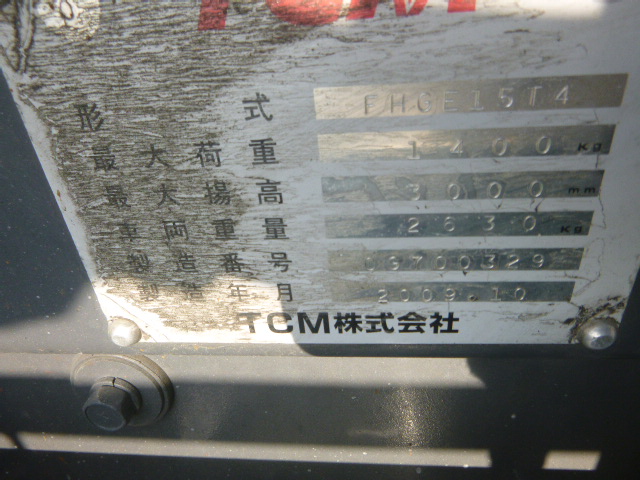 TCM
形式 FHGE15T4
最大荷重 1400 Kg
最大揚高 3000 mm
車両重量 2630 Kg
製造番号 03700329
製造年月 2009.10
TCM株式会社